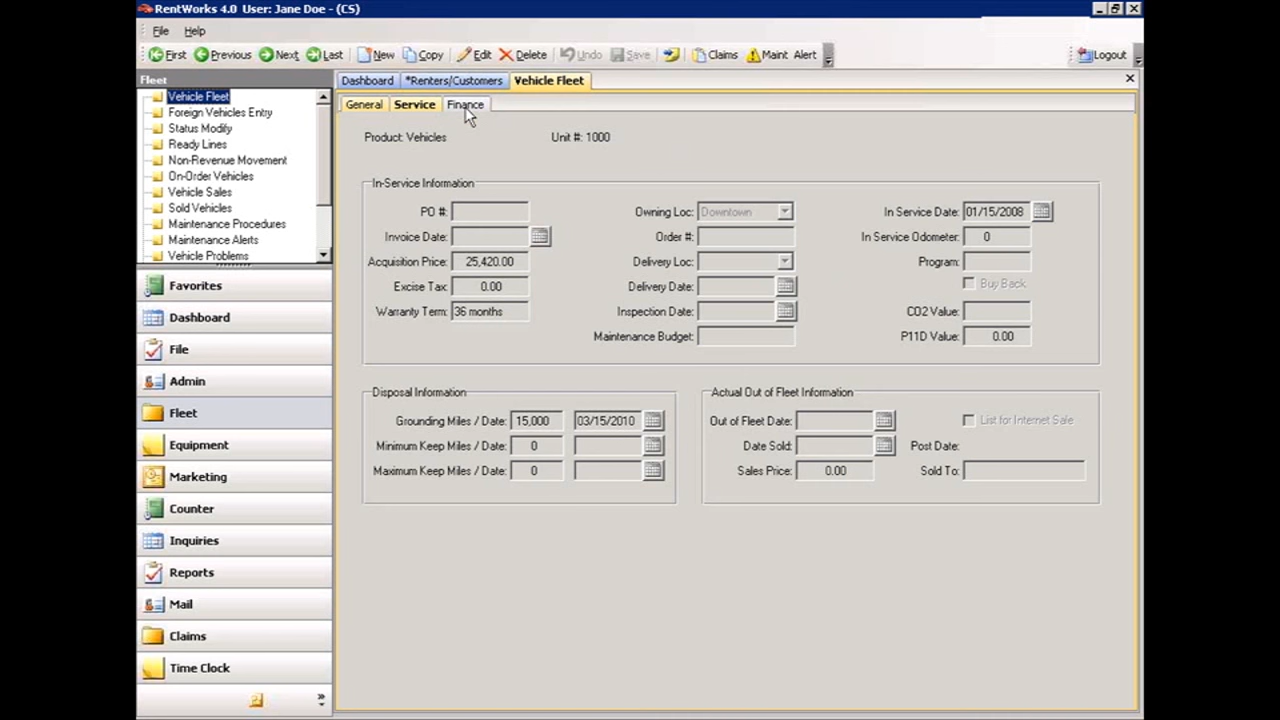 RentWorks 4.0 User: Jane Doe - (CS)
File Help
First Previous Next Last New Copy Edit Delete Undo Save Claims Maint Alert Logout
Fleet
Vehicle Fleet
Foreign Vehicles Entry
Status Modify
Ready Lines
Non-Revenue Movement
On-Order Vehicles
Vehicle Sales
Sold Vehicles
Maintenance Procedures
Maintenance Alerts
Vehicle Problems
Favorites
Dashboard
File
Admin
Fleet
Equipment
Marketing
Counter
Inquiries
Reports
Mail
Claims
Time Clock
Dashboard *Renters/Customers Vehicle Fleet
General Service Finance
Product: Vehicles Unit #: 1000
In-Service Information
PO #: Owning Loc: Downtown In Service Date: 01/15/2008
Invoice Date: Order #: In Service Odometer: 0
Acquisition Price: 25,420.00 Delivery Loc: Program:
Excise Tax: 0.00 Delivery Date: Buy Back
Warranty Term: 36 months Inspection Date: CO2 Value:
Maintenance Budget: P11D Value: 0.00
Disposal Information
Grounding Miles / Date: 15,000 03/15/2010
Minimum Keep Miles / Date: 0
Maximum Keep Miles / Date: 0
Actual Out of Fleet Information
Out of Fleet Date: List for Internet Sale
Date Sold: Post Date:
Sales Price: 0.00 Sold To: